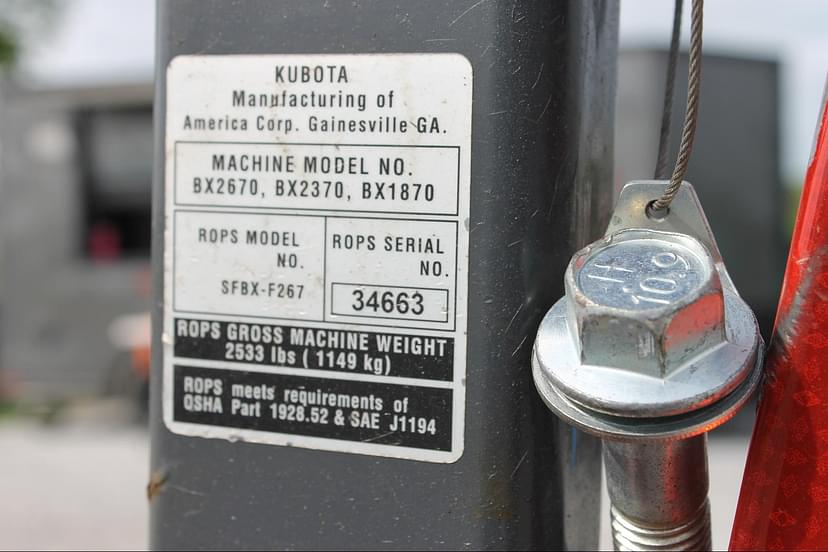 KUBOTA
Manufacturing of
America Corp. Gainesville GA.
MACHINE MODEL NO.
BX2670, BX2370, BX1870
ROPS MODEL
NO.
SFBX-F267
ROPS SERIAL
NO.
34663
ROPS GROSS MACHINE WEIGHT
2533 lbs ( 1149 kg)
ROPS meets requirements of
OSHA Part 1928.52 & SAE J1194
H
10.9